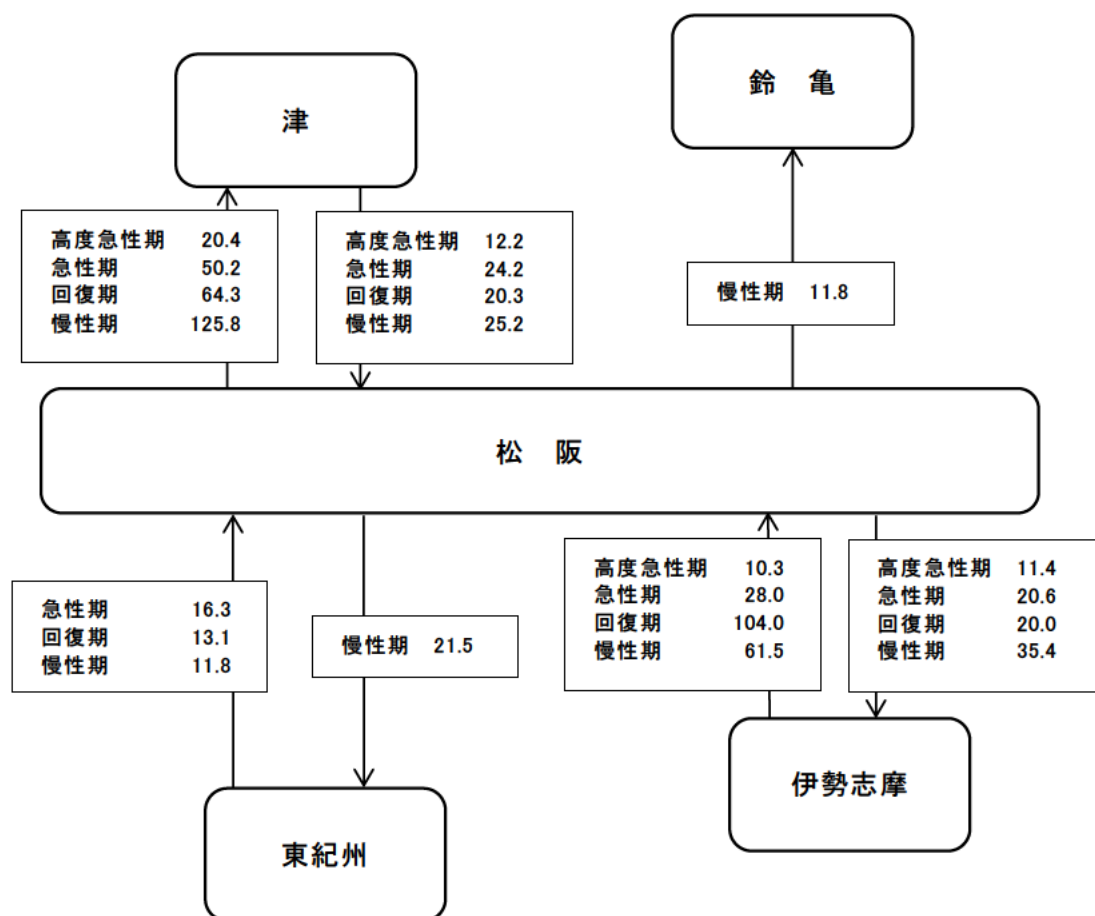 津
鈴　亀
高度急性期 20.4
急性期 50.2
回復期 64.3
慢性期 125.8
高度急性期 12.2
急性期 24.2
回復期 20.3
慢性期 25.2
慢性期 11.8
松　阪
急性期 16.3
回復期 13.1
慢性期 11.8
慢性期 21.5
高度急性期 10.3
急性期 28.0
回復期 104.0
慢性期 61.5
高度急性期 11.4
急性期 20.6
回復期 20.0
慢性期 35.4
東紀州
伊勢志摩